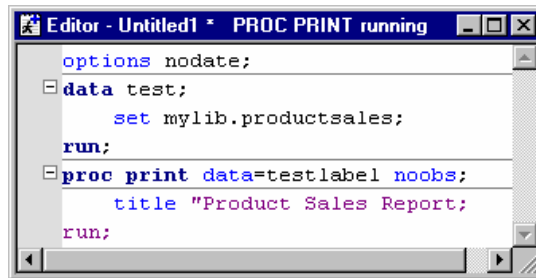 Editor - Untitled1 * PROC PRINT running
options nodate;
data test;
set mylib.productsales;
run;
proc print data=testlabel noobs;
title "Product Sales Report;
run;